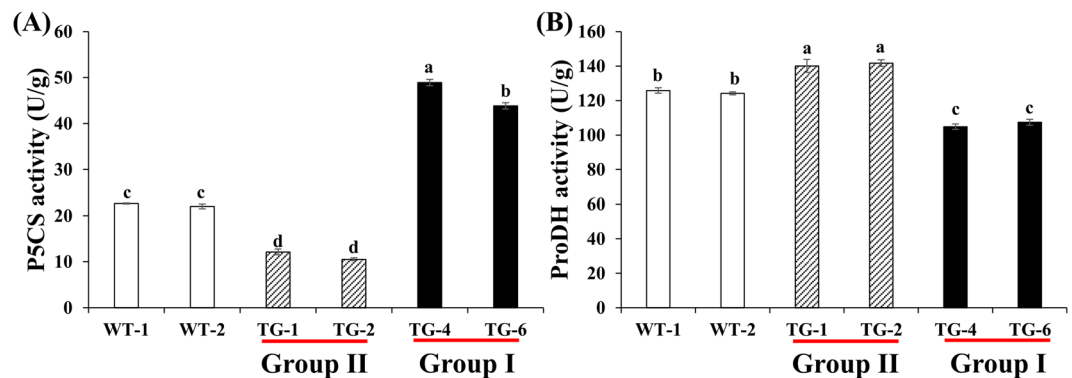 (A)
P5CS activity (U/g)
60
50
40
30
20
10
0
c
c
d
d
a
b
WT-1 WT-2 TG-1 TG-2 TG-4 TG-6
Group II Group I
(B)
ProDH activity (U/g)
160
140
120
100
80
60
40
20
0
b
b
a
a
c
c
WT-1 WT-2 TG-1 TG-2 TG-4 TG-6
Group II Group I